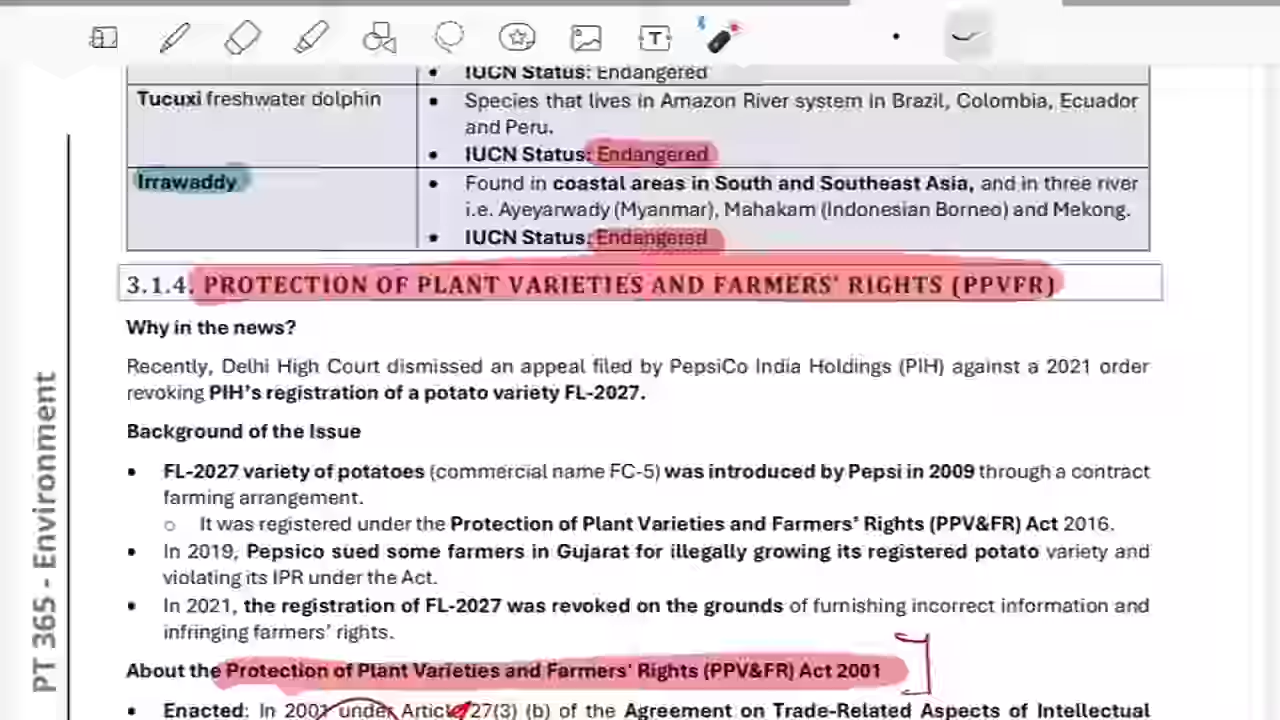 IUCN Status: Endangered
Tucuxi freshwater dolphin
• Species that lives in Amazon River system in Brazil, Colombia, Ecuador
and Peru.
• IUCN Status: Endangered
Irrawaddy
• Found in coastal areas in South and Southeast Asia, and in three river
i.e. Ayeyarwady (Myanmar), Mahakam (Indonesian Borneo) and Mekong.
• IUCN Status: Endangered
3.1.4. PROTECTION OF PLANT VARIETIES AND FARMERS' RIGHTS (PPVFR)
Why in the news?
Recently, Delhi High Court dismissed an appeal filed by PepsiCo India Holdings (PIH) against a 2021 order
revoking PIH's registration of a potato variety FL-2027.
Background of the Issue
• FL-2027 variety of potatoes (commercial name FC-5) was introduced by Pepsi in 2009 through a contract
farming arrangement.
o It was registered under the Protection of Plant Varieties and Farmers' Rights (PPV&FR) Act 2016.
• In 2019, Pepsico sued some farmers in Gujarat for illegally growing its registered potato variety and
violating its IPR under the Act.
• In 2021, the registration of FL-2027 was revoked on the grounds of furnishing incorrect information and
infringing farmers' rights.
About the Protection of Plant Varieties and Farmers' Rights (PPV&FR) Act 2001
• Enacted: In 2001 under Article 27(3) (b) of the Agreement on Trade-Related Aspects of Intellectual
PT 365 - Environment
T